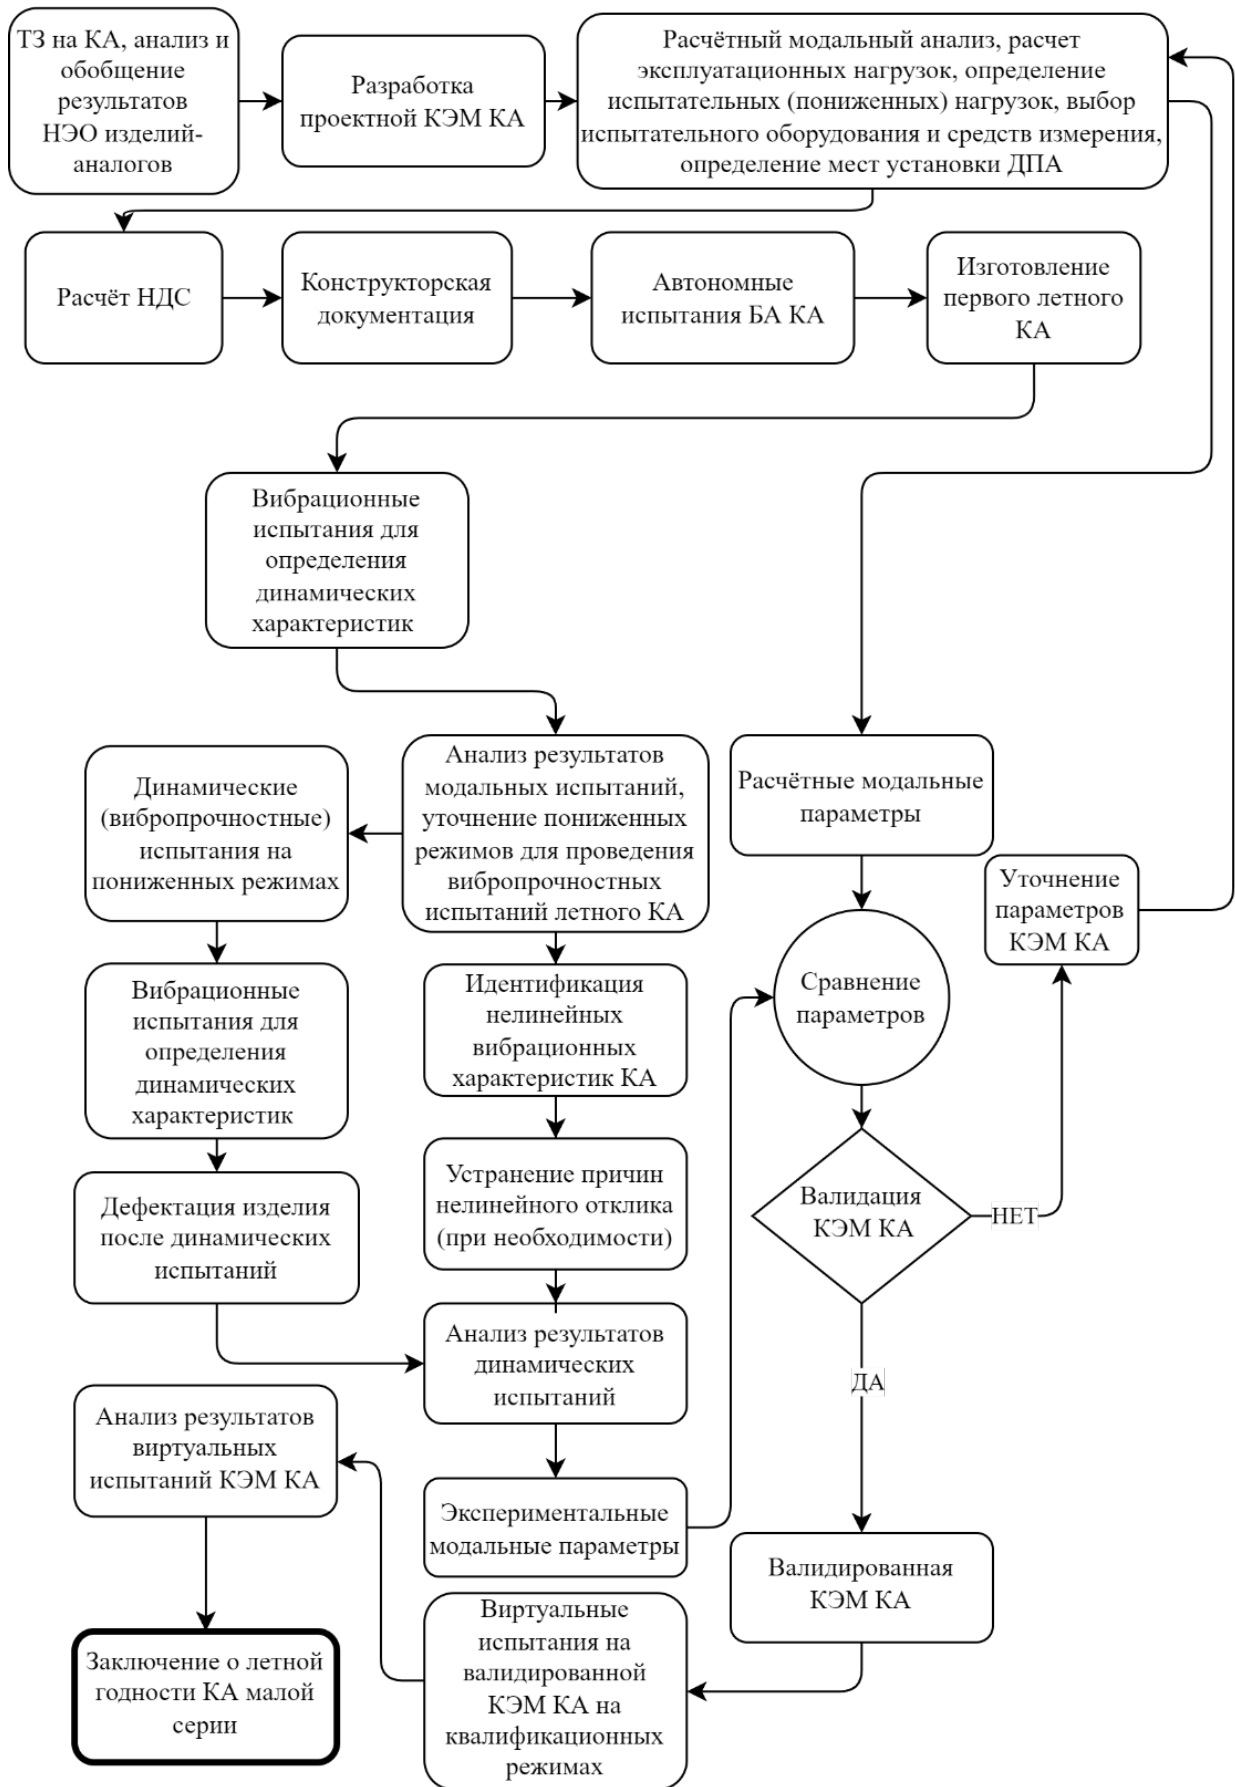 ТЗ на КА, анализ и
обобщение
результатов
НЭО изделий-
аналогов
Разработка
проектной КЭМ КА
Расчётный модальный анализ, расчет
эксплуатационных нагрузок, определение
испытательных (пониженных) нагрузок, выбор
испытательного оборудования и средств измерения,
определение мест установки ДПА
Расчёт НДС
Конструкторская
документация
Автономные
испытания БА КА
Изготовление
первого летного
КА
Вибрационные
испытания для
определения
динамических
характеристик
Анализ результатов
модальных испытаний,
уточнение пониженных
режимов для проведения
вибропрочностных
испытаний летного КА
Динамические
(вибропрочностные)
испытания на
пониженных режимах
Вибрационные
испытания для
определения
динамических
характеристик
Дефектация изделия
после динамических
испытаний
Идентификация
нелинейных
вибрационных
характеристик КА
Устранение причин
нелинейного отклика
(при необходимости)
Анализ результатов
динамических
испытаний
Экспериментальные
модальные параметры
Расчётные модальные
параметры
Сравнение
параметров
Валидация
КЭМ КА
НЕТ
Уточнение
параметров
КЭМ КА
ДА
Валидированная
КЭМ КА
Виртуальные
испытания на
валидированной
КЭМ КА на
квалификационных
режимах
Анализ результатов
виртуальных
испытаний КЭМ КА
Заключение о летной
годности КА малой
серии